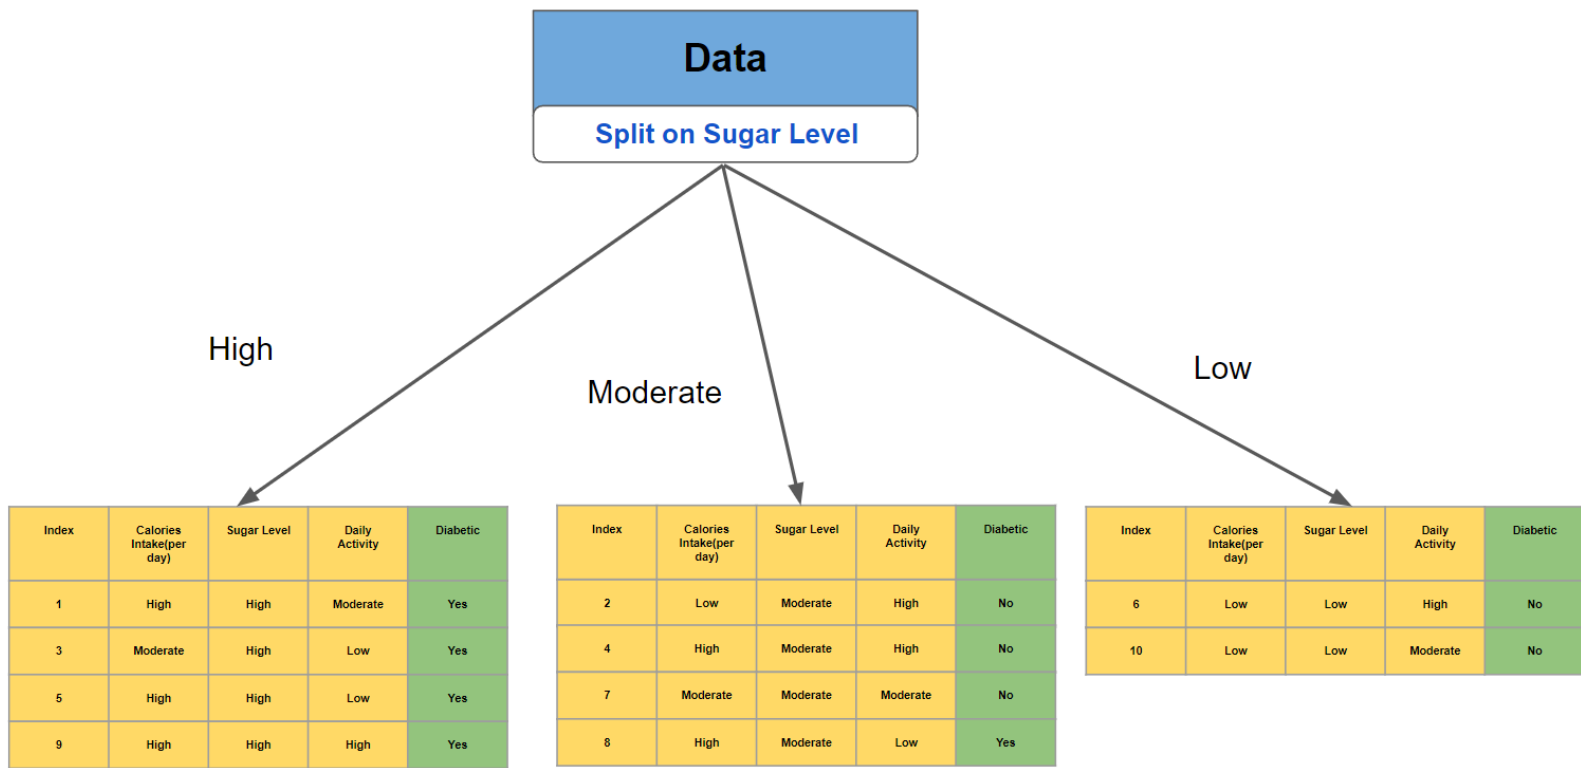 Data
Split on Sugar Level
High
Moderate
Low
Index Calories Intake(per day) Sugar Level Daily Activity Diabetic
1 High High Moderate Yes
3 Moderate High Low Yes
5 High High Low Yes
9 High High High Yes
Index Calories Intake(per day) Sugar Level Daily Activity Diabetic
2 Low Moderate High No
4 High Moderate High No
7 Moderate Moderate Moderate No
8 High Moderate Low Yes
Index Calories Intake(per day) Sugar Level Daily Activity Diabetic
6 Low Low High No
10 Low Low Moderate No